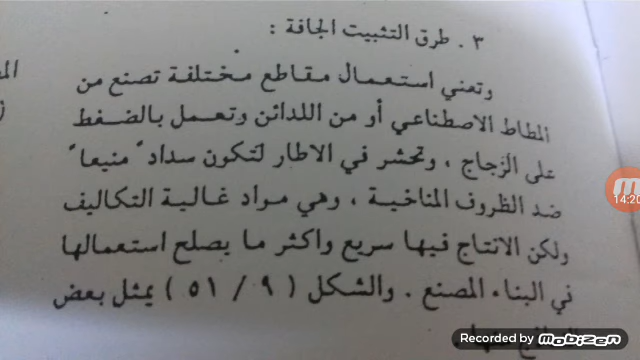 ٣ . طرق التثبيت الجافة :
وتعني استعمال مقاطع مختلفة تصنع من
المطاط الاصطناعي أو من اللدائن وتعمل بالضغط
على الزجاج ، وتحشر في الاطار لتكون سداد" منيعا"
ضد الظروف المناخية ، وهي مواد غالية التكاليف
ولكن الانتاج فيها سريع واكثر ما يصلح استعمالها
في البناء المصنع . والشكل ( ٩ / ٥١ ) يمثل بعض
14:20
Recorded by mobizen